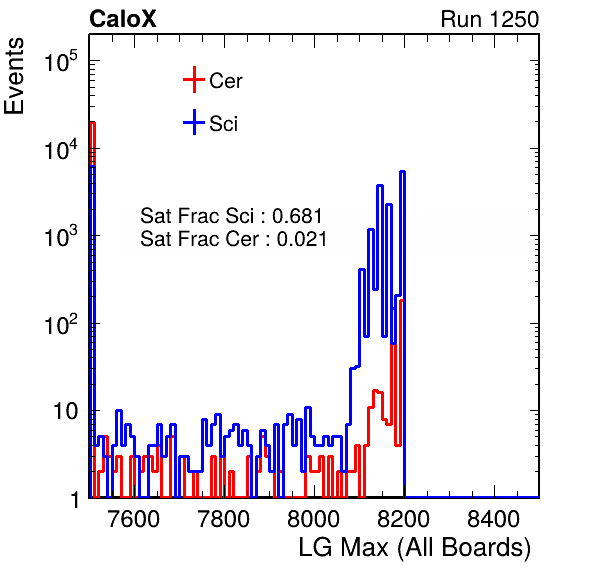 CaloX Run 1250
Events
10^5
10^4
10^3
10^2
10
1
Cer
Sci
Sat Frac Sci : 0.681
Sat Frac Cer : 0.021
7600 7800 8000 8200 8400
LG Max (All Boards)